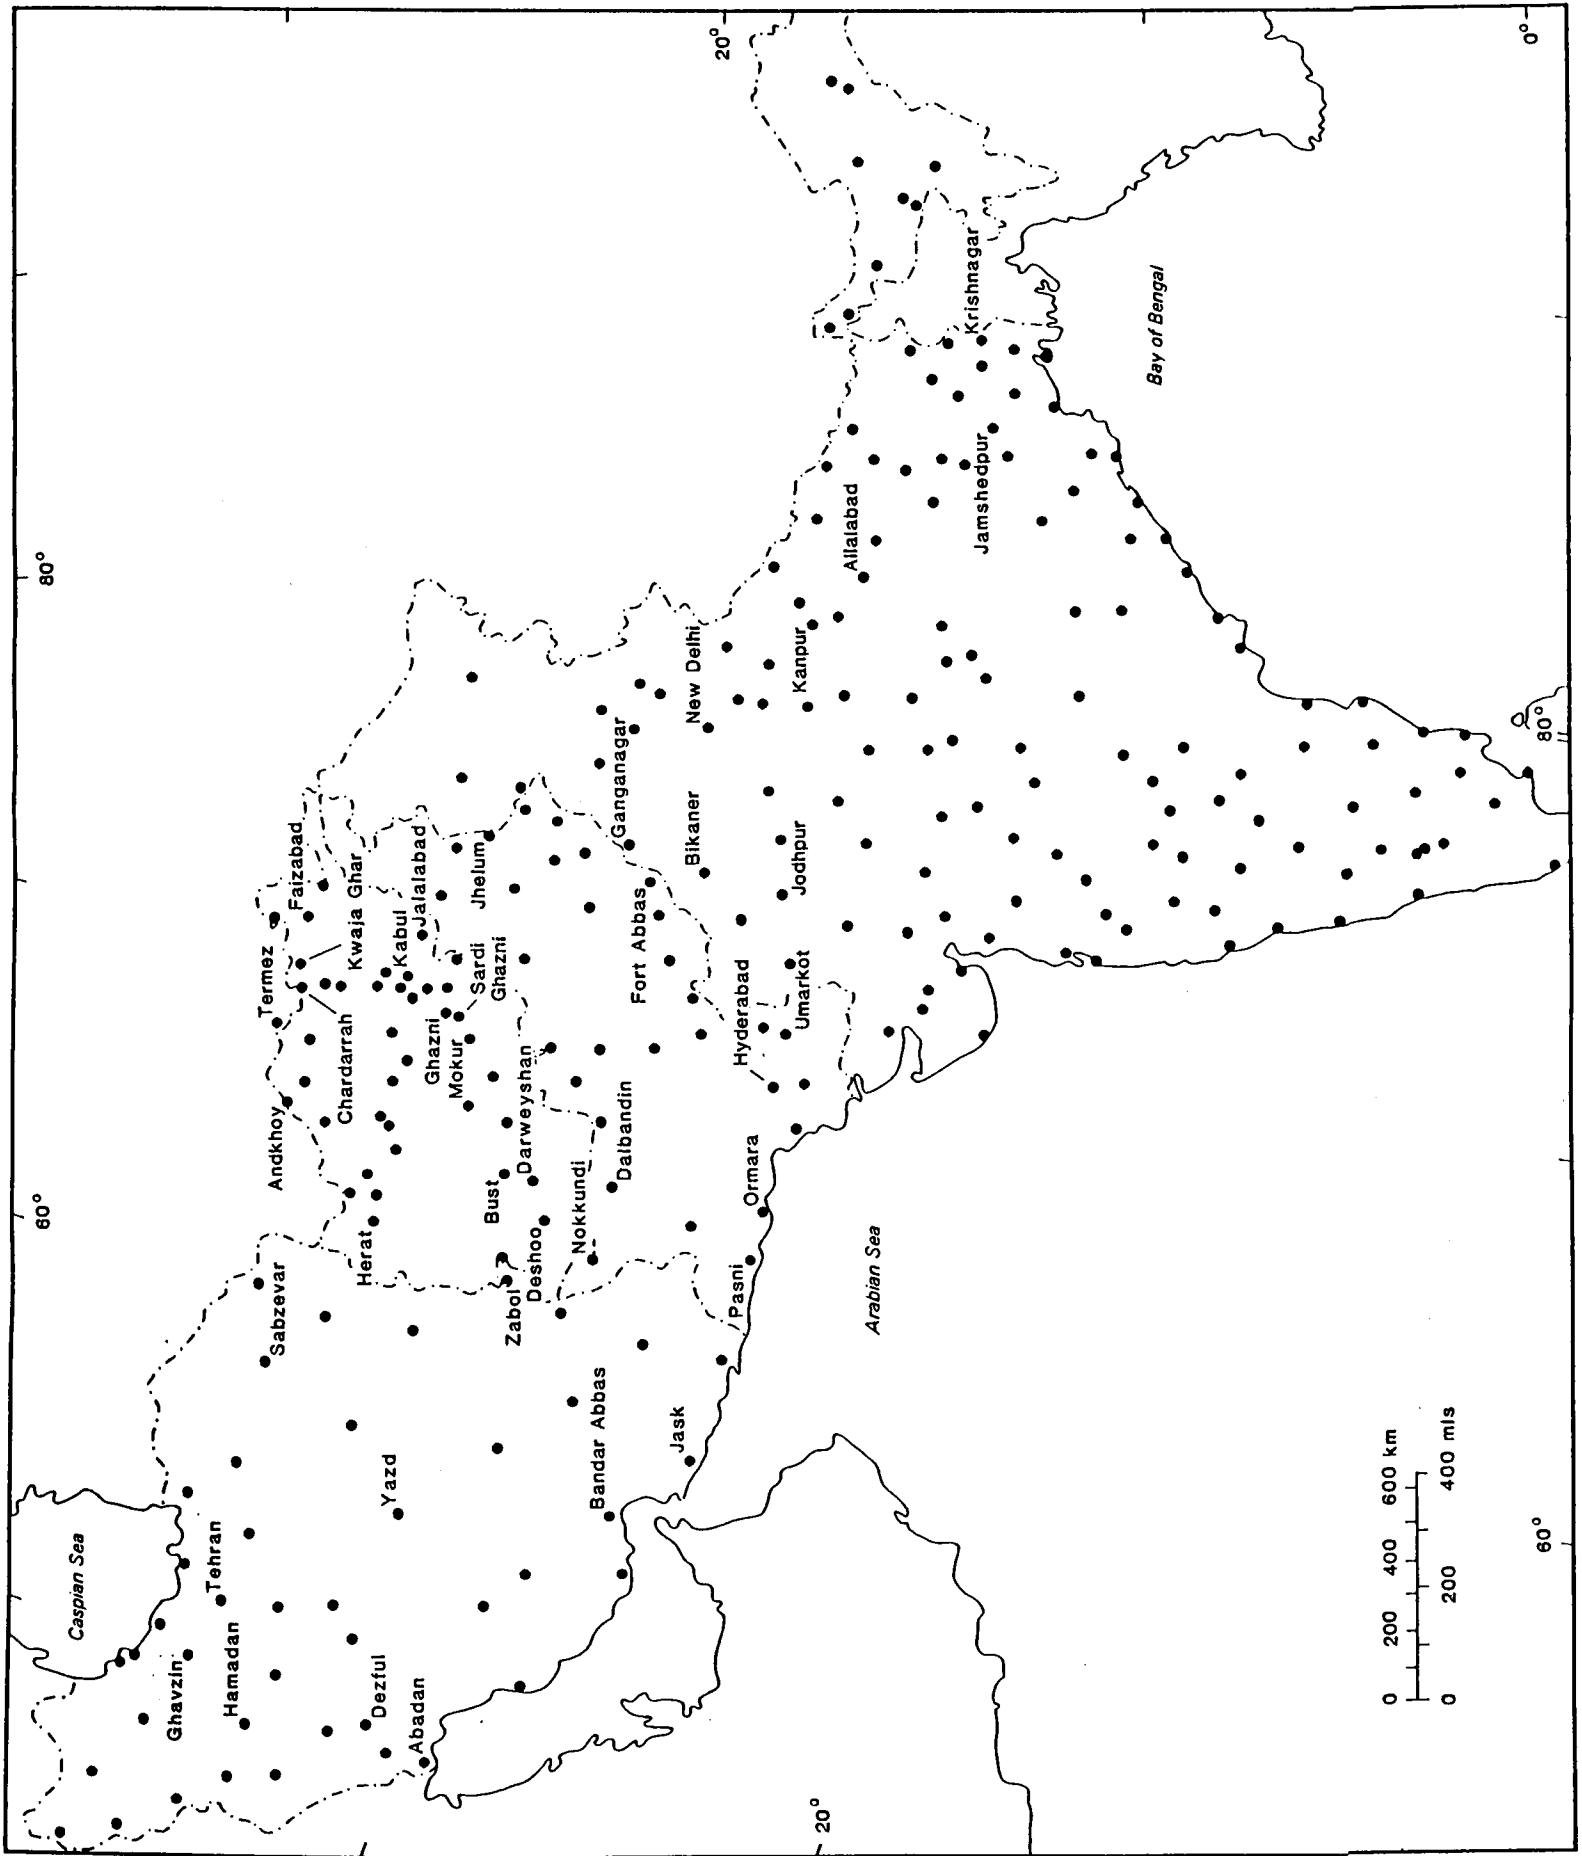 Caspian Sea
Tehran
Ghavzin
Hamadan
Dezful
Abadan
Yazd
Bandar Abbas
Jask
Sabzevar
60°
Herat
Zabol
Deshoo
Nokkundi
Pasni
Ormara
Dalbandin
Darweyshan
Bust
Andkhoy
Chardarrah
Termez
Ghazni
Mokur
Sardi
Ghazni
Kabul
Kwaja Ghar
Faizabad
Jalalabad
Jhelum
Fort Abbas
Ganganagar
Bikaner
New Delhi
Hyderabad
Umarkot
Jodhpur
Kanpur
Allalabad
Jamshedpur
Krishnagar
80°
20°
0°
80°
60°
20°
Arabian Sea
Bay of Bengal
0 200 400 600 km
0 200 400 mls